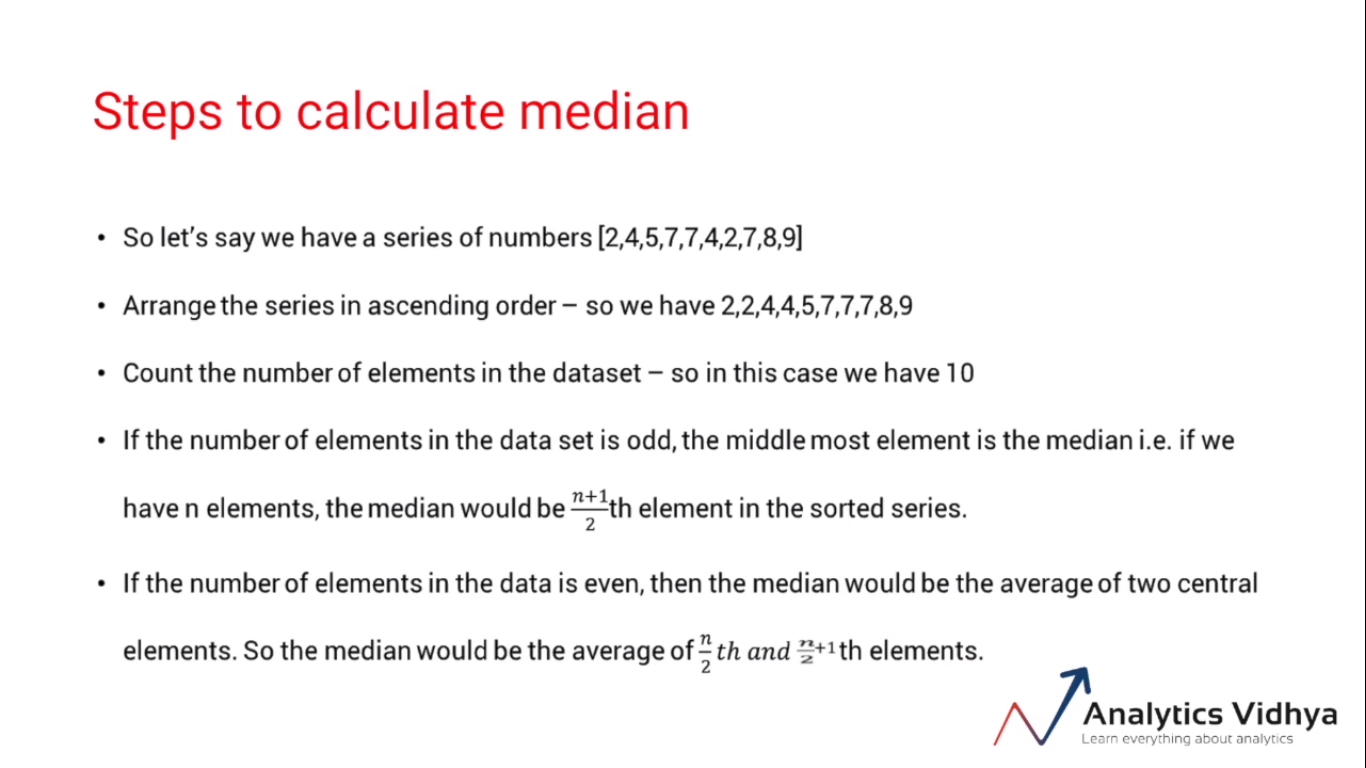 Steps to calculate median
• So let’s say we have a series of numbers [2,4,5,7,7,4,2,7,8,9]
• Arrange the series in ascending order – so we have 2,2,4,4,5,7,7,7,8,9
• Count the number of elements in the dataset – so in this case we have 10
• If the number of elements in the data set is odd, the middle most element is the median i.e. if we
have n elements, the median would be (n+1)/2 th element in the sorted series.
• If the number of elements in the data is even, then the median would be the average of two central
elements. So the median would be the average of n/2 th and n/2 +1 th elements.
Analytics Vidhya
Learn everything about analytics